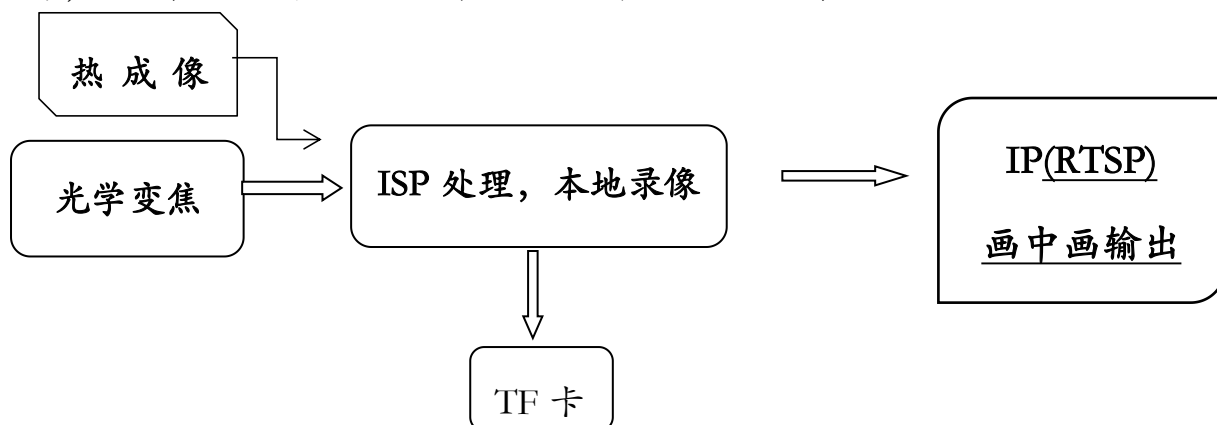 热 成 像
光学变焦
ISP 处理，本地录像
IP(RTSP)
画中画输出
TF 卡